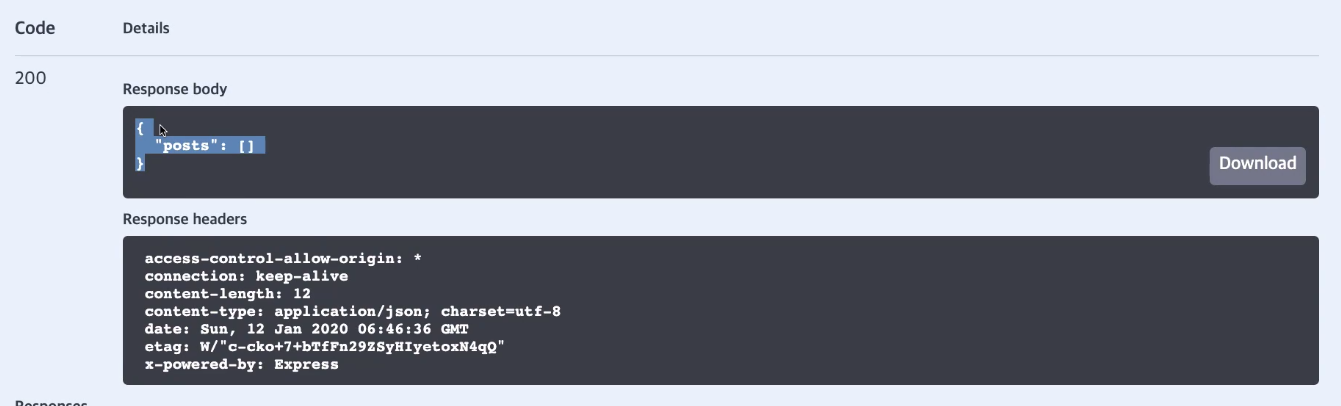 Code Details
200
Response body
{
"posts": []
}
Download
Response headers
access-control-allow-origin: *
connection: keep-alive
content-length: 12
content-type: application/json; charset=utf-8
date: Sun, 12 Jan 2020 06:46:36 GMT
etag: W/"c-cko+7+bTfFn29ZSyHIyetoxN4qQ"
x-powered-by: Express
Responses